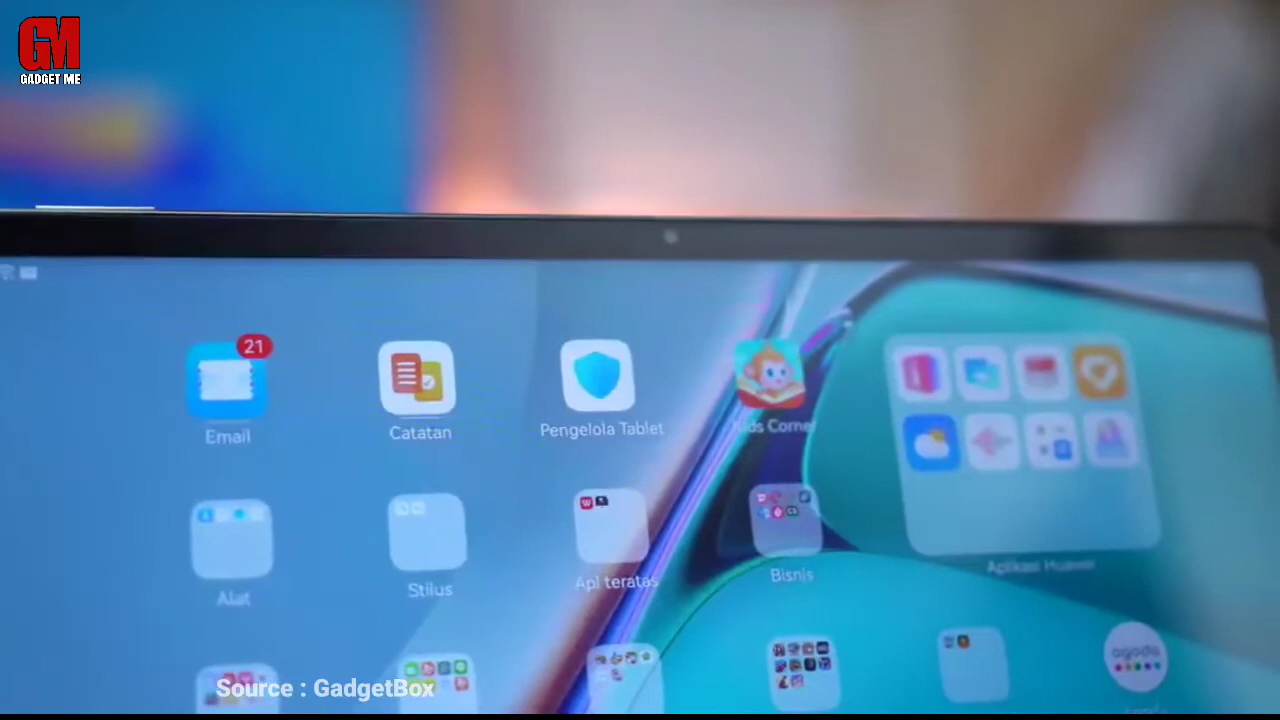 GM
GADGET ME
21
Email
Catatan
Pengelola Tablet
Kids Corner
Alat
Stilus
Apl teratas
Bisnis
Aplikasi Huawei
agoda
Source : GadgetBox